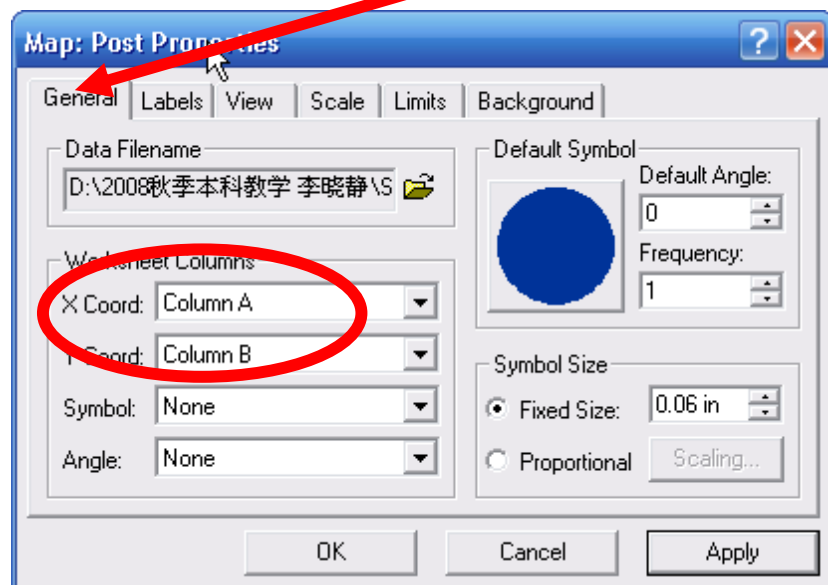 Map: Post Properties
General Labels View Scale Limits Background
Data Filename
D:\2008秋季本科教学 李晓静\S
Worksheet Columns
X Coord: Column A
Y Coord: Column B
Symbol: None
Angle: None
Default Symbol
Default Angle:
0
Frequency:
1
Symbol Size
Fixed Size: 0.06 in
Proportional Scaling...
OK Cancel Apply